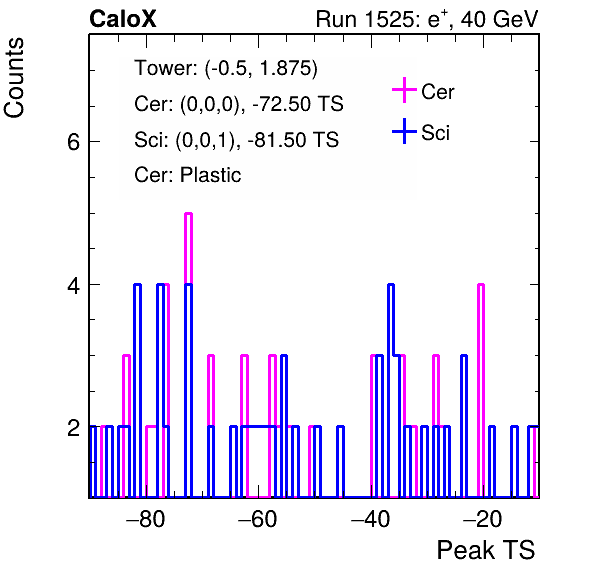 CaloX Run 1525: e⁺, 40 GeV
Counts
Tower: (-0.5, 1.875)
Cer: (0,0,0), -72.50 TS
Sci: (0,0,1), -81.50 TS
Cer: Plastic
Cer
Sci
6
4
2
−80 −60 −40 −20
Peak TS